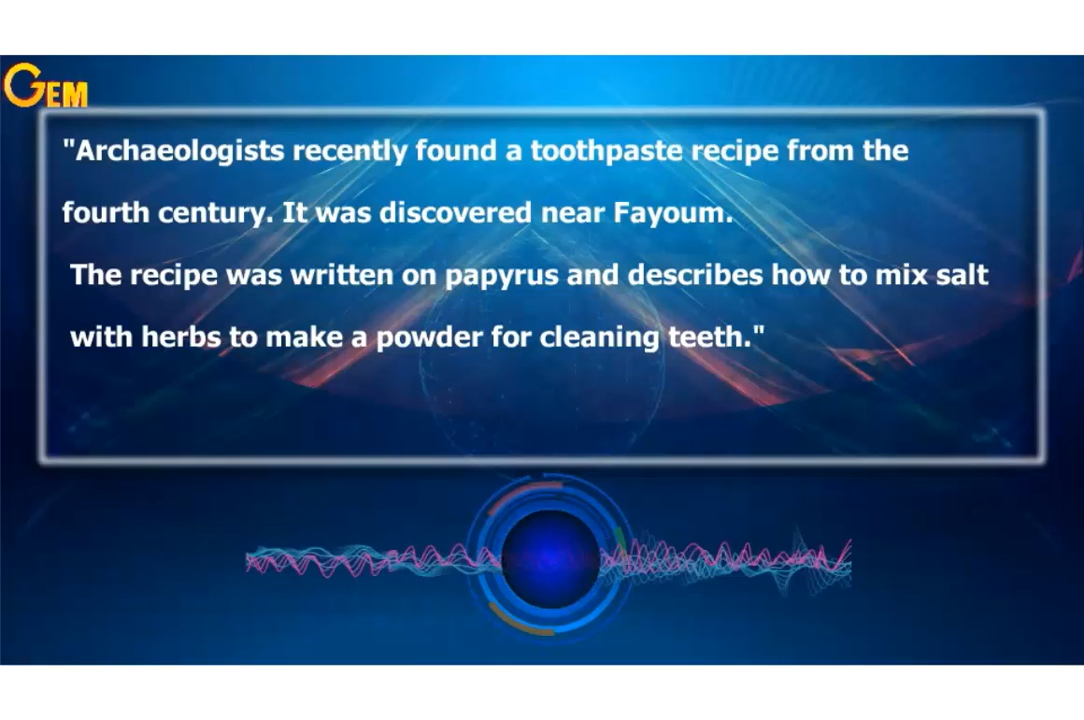 GEM
"Archaeologists recently found a toothpaste recipe from the
fourth century. It was discovered near Fayoum.
The recipe was written on papyrus and describes how to mix salt
with herbs to make a powder for cleaning teeth."